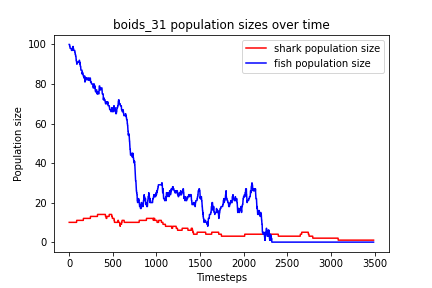 boids_31 population sizes over time
shark population size
fish population size
Population size
100
80
60
40
20
0
0 500 1000 1500 2000 2500 3000 3500
Timesteps